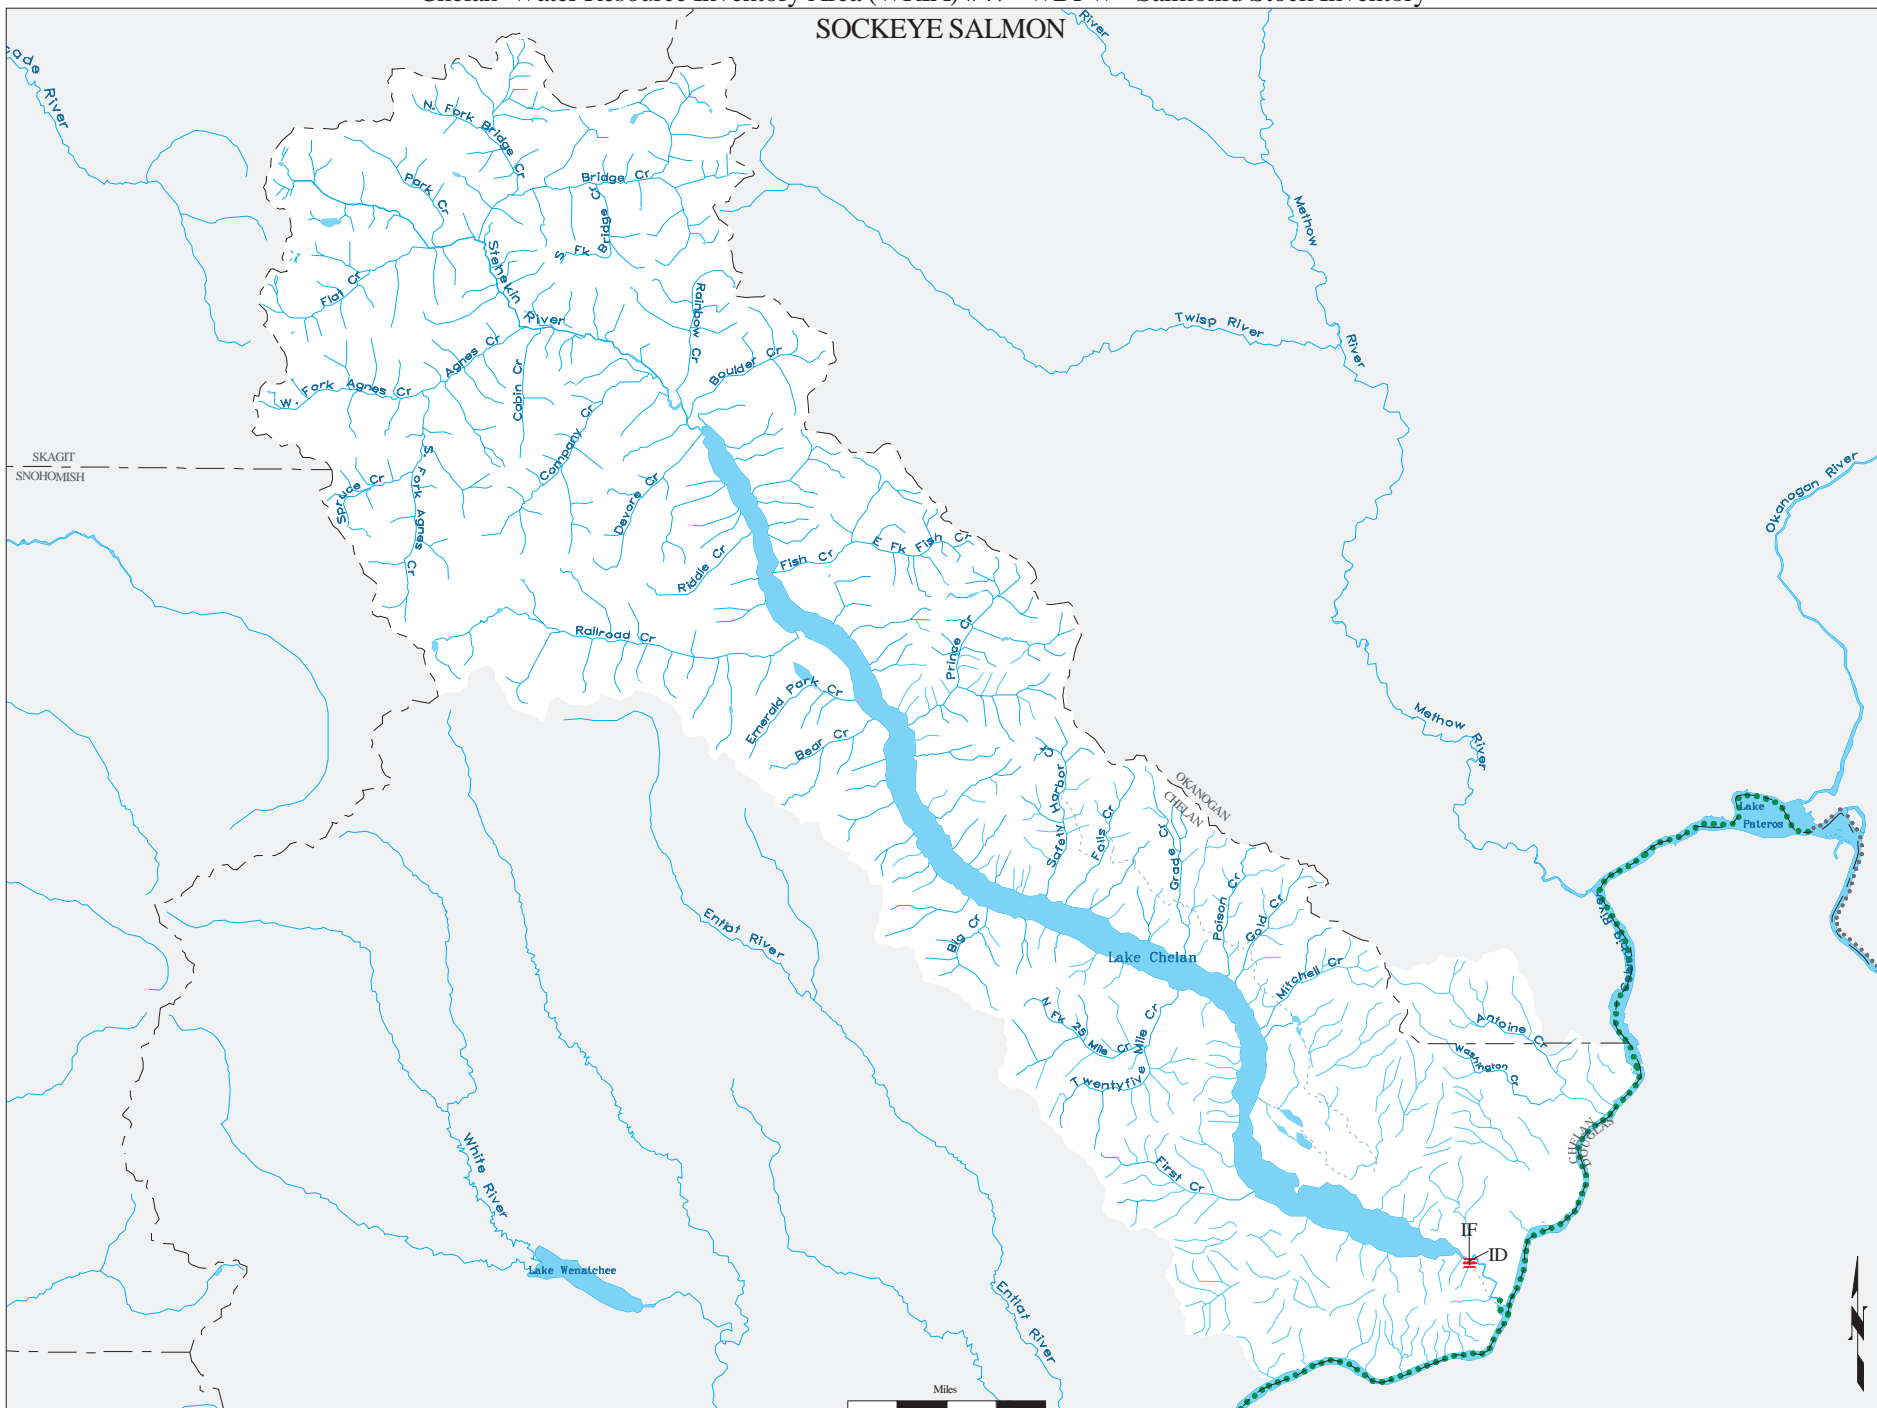 SOCKEYE SALMON
River
River
N. Fork Bridge Cr
Park Cr
Bridge Cr
S Fk Bridge Cr
Stehekin River
Flat Cr
Rainbow Cr
Boulder Cr
Agnes Cr
W. Fork Agnes Cr
Cabin Cr
Company Cr
Devore Cr
S. Fork Agnes Cr
Spruce Cr
SKAGIT
SNOHOMISH
Methow
River
Twisp River
Okanogan River
Riddle Cr
Fish Cr
E Fk Fish Cr
Railroad Cr
Prince Cr
Emerald Park Cr
Bear Cr
Safety Harbor Cr
Falls Cr
Grade Cr
OKANOGAN
CHELAN
Methow River
Lake
Pateros
Poison Cr
Gold Cr
Big Cr
Lake Chelan
Mitchell Cr
Entiat River
N Fk 25 Mile Cr
Twentyfive Mile Cr
Antoine Cr
Washington Cr
Columbia River
CHELAN
DOUGLAS
White River
First Cr
IF
ID
Lake Wenatchee
Entiat River
Miles
N